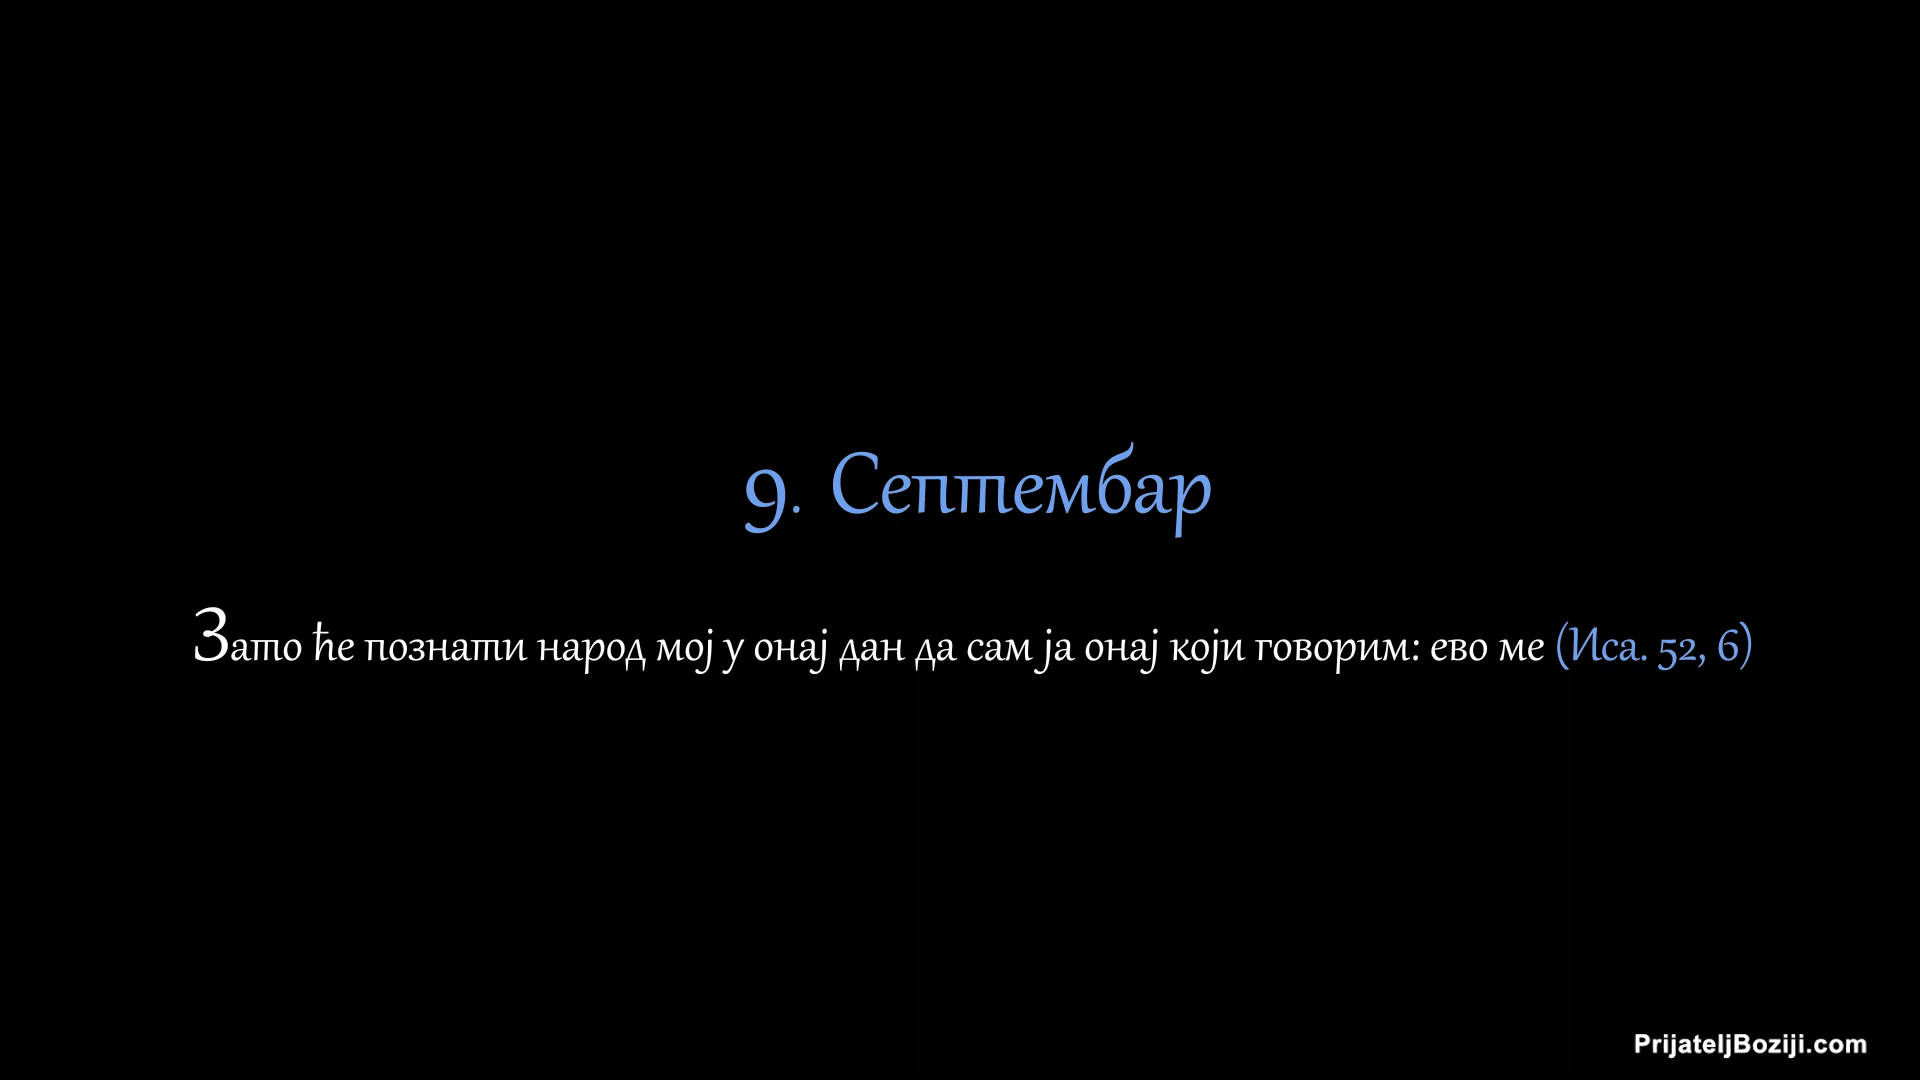 9. Септембар
Зато ће познати народ мој у онај дан да сам ја онај који говорим: ево ме (Иса. 52, 6)
PrijateljBoziji.com